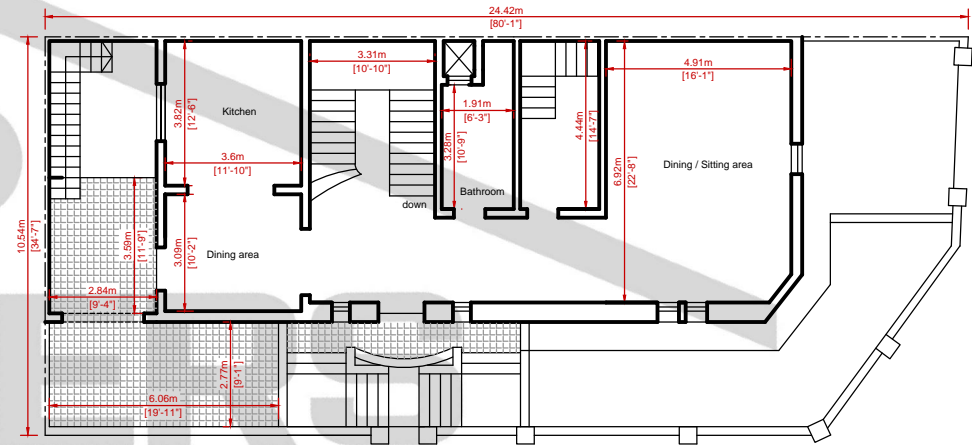 24.42m
[80'-1"]
3.31m
[10'-10"]
4.91m
[16'-1"]
1.91m
[6'-3"]
3.82m
[12'-6"]
Kitchen
3.28m
[10'-9"]
4.44m
[14'-7"]
3.6m
[11'-10"]
6.92m
[22'-8"]
Dining / Sitting area
Bathroom
down
10.54m
[34'-7"]
3.59m
[11'-9"]
3.09m
[10'-2"]
Dining area
2.84m
[9'-4"]
2.77m
[9'-1"]
6.06m
[19'-11"]
ERS